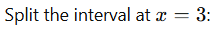 Split the interval at x = 3: